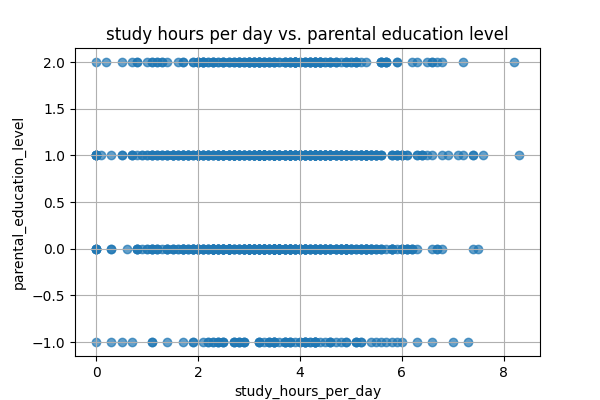 study hours per day vs. parental education level
2.0
1.5
1.0
0.5
0.0
−0.5
−1.0
parental_education_level
0 2 4 6 8
study_hours_per_day